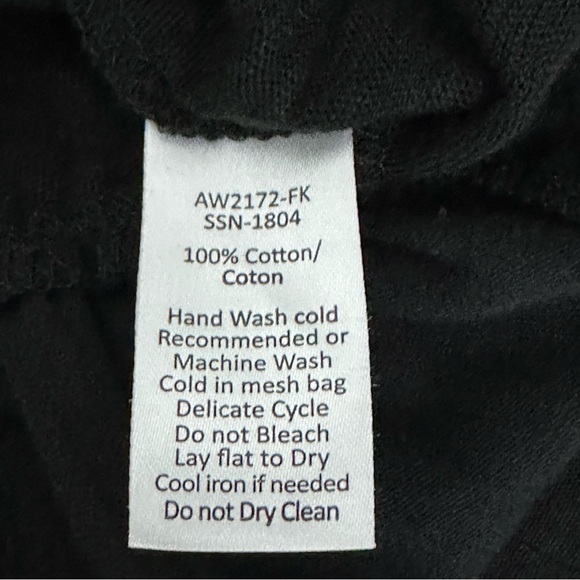 AW2172-FK
SSN-1804
100% Cotton/
Coton
Hand Wash cold
Recommended or
Machine Wash
Cold in mesh bag
Delicate Cycle
Do not Bleach
Lay flat to Dry
Cool iron if needed
Do not Dry Clean